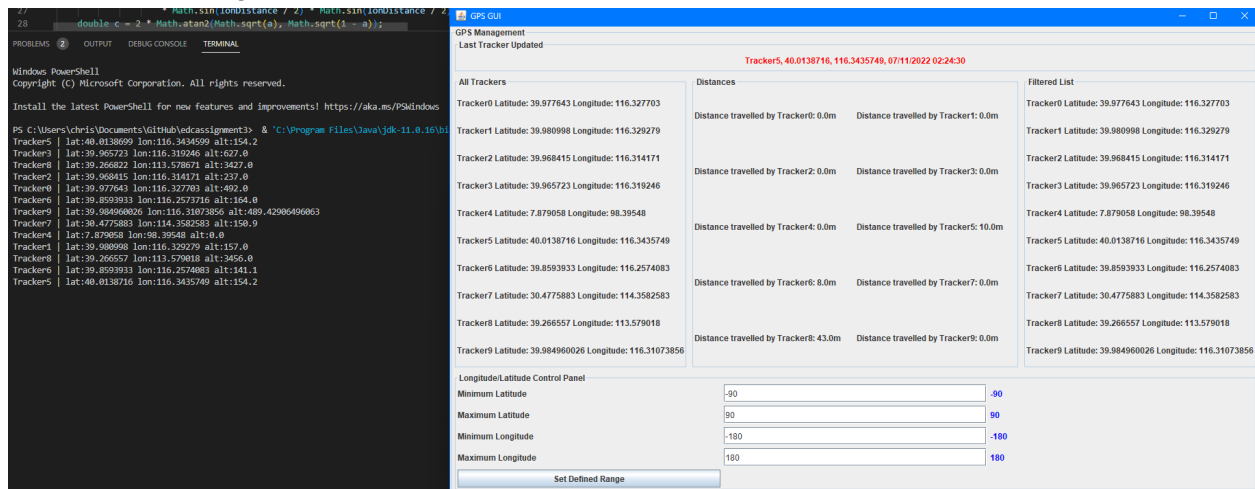 27 * Math.sin(lonDistance / 2) * Math.sin(lonDistance / 2)
28 double c = 2 * Math.atan2(Math.sqrt(a), Math.sqrt(1 - a));
PROBLEMS 2 OUTPUT DEBUG CONSOLE TERMINAL
Windows PowerShell
Copyright (C) Microsoft Corporation. All rights reserved.
Install the latest PowerShell for new features and improvements! https://aka.ms/PSWindows
PS C:\Users\chris\Documents\GitHub\edcassignment3> & 'C:\Program Files\Java\jdk-11.0.16\bi
Tracker5 | lat:40.0138699 lon:116.3434599 alt:154.2
Tracker3 | lat:39.965723 lon:116.319246 alt:627.0
Tracker8 | lat:39.266822 lon:113.578671 alt:3427.0
Tracker2 | lat:39.968415 lon:116.314171 alt:237.0
Tracker0 | lat:39.977643 lon:116.327703 alt:492.0
Tracker6 | lat:39.8593933 lon:116.2573716 alt:164.0
Tracker9 | lat:39.984960026 lon:116.31073856 alt:489.42906496063
Tracker7 | lat:30.4775883 lon:114.3582583 alt:150.9
Tracker4 | lat:7.879058 lon:98.39548 alt:0.0
Tracker1 | lat:39.980998 lon:116.329279 alt:157.0
Tracker8 | lat:39.266557 lon:113.579018 alt:3456.0
Tracker6 | lat:39.8593933 lon:116.2574083 alt:141.1
Tracker5 | lat:40.0138716 lon:116.3435749 alt:154.2
GPS GUI
GPS Management
Last Tracker Updated
Tracker5, 40.0138716, 116.3435749, 07/11/2022 02:24:30
All Trackers
Tracker0 Latitude: 39.977643 Longitude: 116.327703
Tracker1 Latitude: 39.980998 Longitude: 116.329279
Tracker2 Latitude: 39.968415 Longitude: 116.314171
Tracker3 Latitude: 39.965723 Longitude: 116.319246
Tracker4 Latitude: 7.879058 Longitude: 98.39548
Tracker5 Latitude: 40.0138716 Longitude: 116.3435749
Tracker6 Latitude: 39.8593933 Longitude: 116.2574083
Tracker7 Latitude: 30.4775883 Longitude: 114.3582583
Tracker8 Latitude: 39.266557 Longitude: 113.579018
Tracker9 Latitude: 39.984960026 Longitude: 116.31073856
Distances
Distance travelled by Tracker0: 0.0m Distance travelled by Tracker1: 0.0m
Distance travelled by Tracker2: 0.0m Distance travelled by Tracker3: 0.0m
Distance travelled by Tracker4: 0.0m Distance travelled by Tracker5: 10.0m
Distance travelled by Tracker6: 8.0m Distance travelled by Tracker7: 0.0m
Distance travelled by Tracker8: 43.0m Distance travelled by Tracker9: 0.0m
Filtered List
Tracker0 Latitude: 39.977643 Longitude: 116.327703
Tracker1 Latitude: 39.980998 Longitude: 116.329279
Tracker2 Latitude: 39.968415 Longitude: 116.314171
Tracker3 Latitude: 39.965723 Longitude: 116.319246
Tracker4 Latitude: 7.879058 Longitude: 98.39548
Tracker5 Latitude: 40.0138716 Longitude: 116.3435749
Tracker6 Latitude: 39.8593933 Longitude: 116.2574083
Tracker7 Latitude: 30.4775883 Longitude: 114.3582583
Tracker8 Latitude: 39.266557 Longitude: 113.579018
Tracker9 Latitude: 39.984960026 Longitude: 116.31073856
Longitude/Latitude Control Panel
Minimum Latitude -90 -90
Maximum Latitude 90 90
Minimum Longitude -180 -180
Maximum Longitude 180 180
Set Defined Range